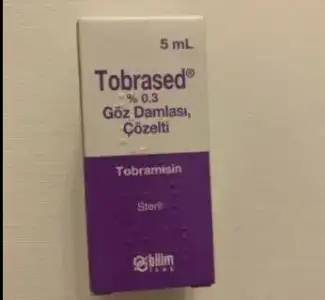 5 mL
Tobrased®
% 0.3
Göz Damlası,
Çözelti
Tobramisin
Steril
bilim